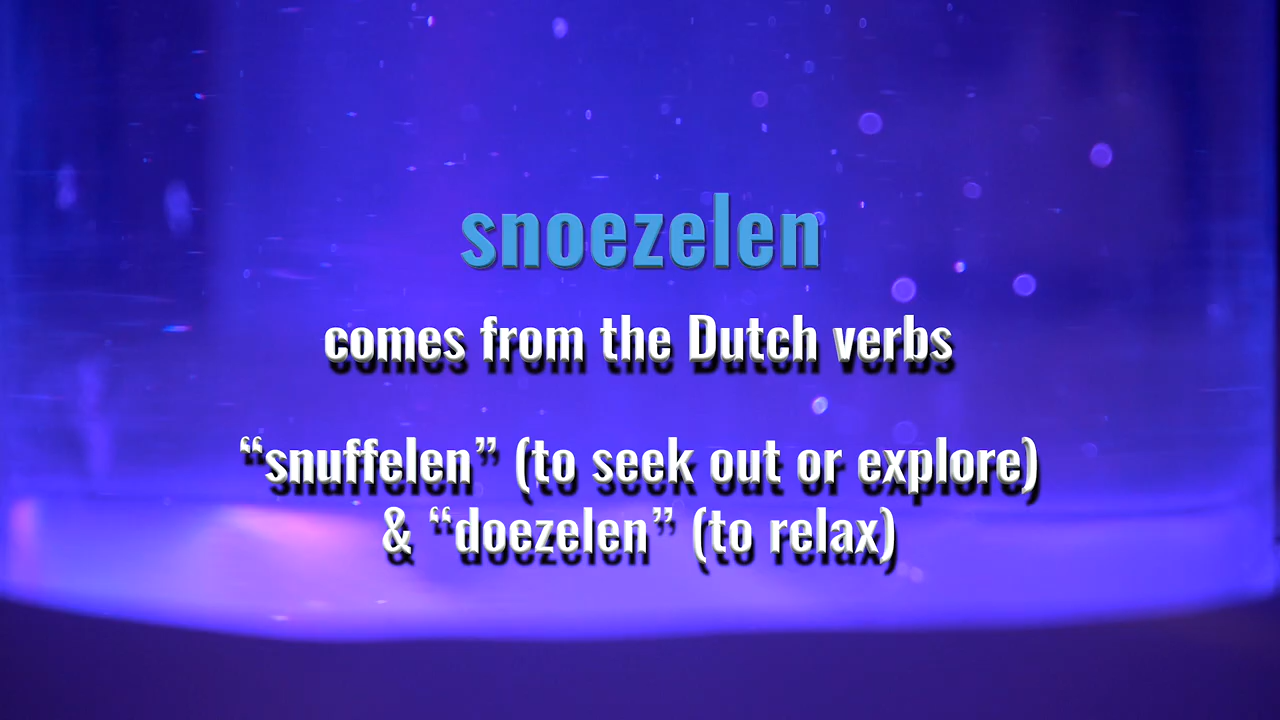 snoezelen
comes from the Dutch verbs
“snuffelen” (to seek out or explore)
& “doezelen” (to relax)